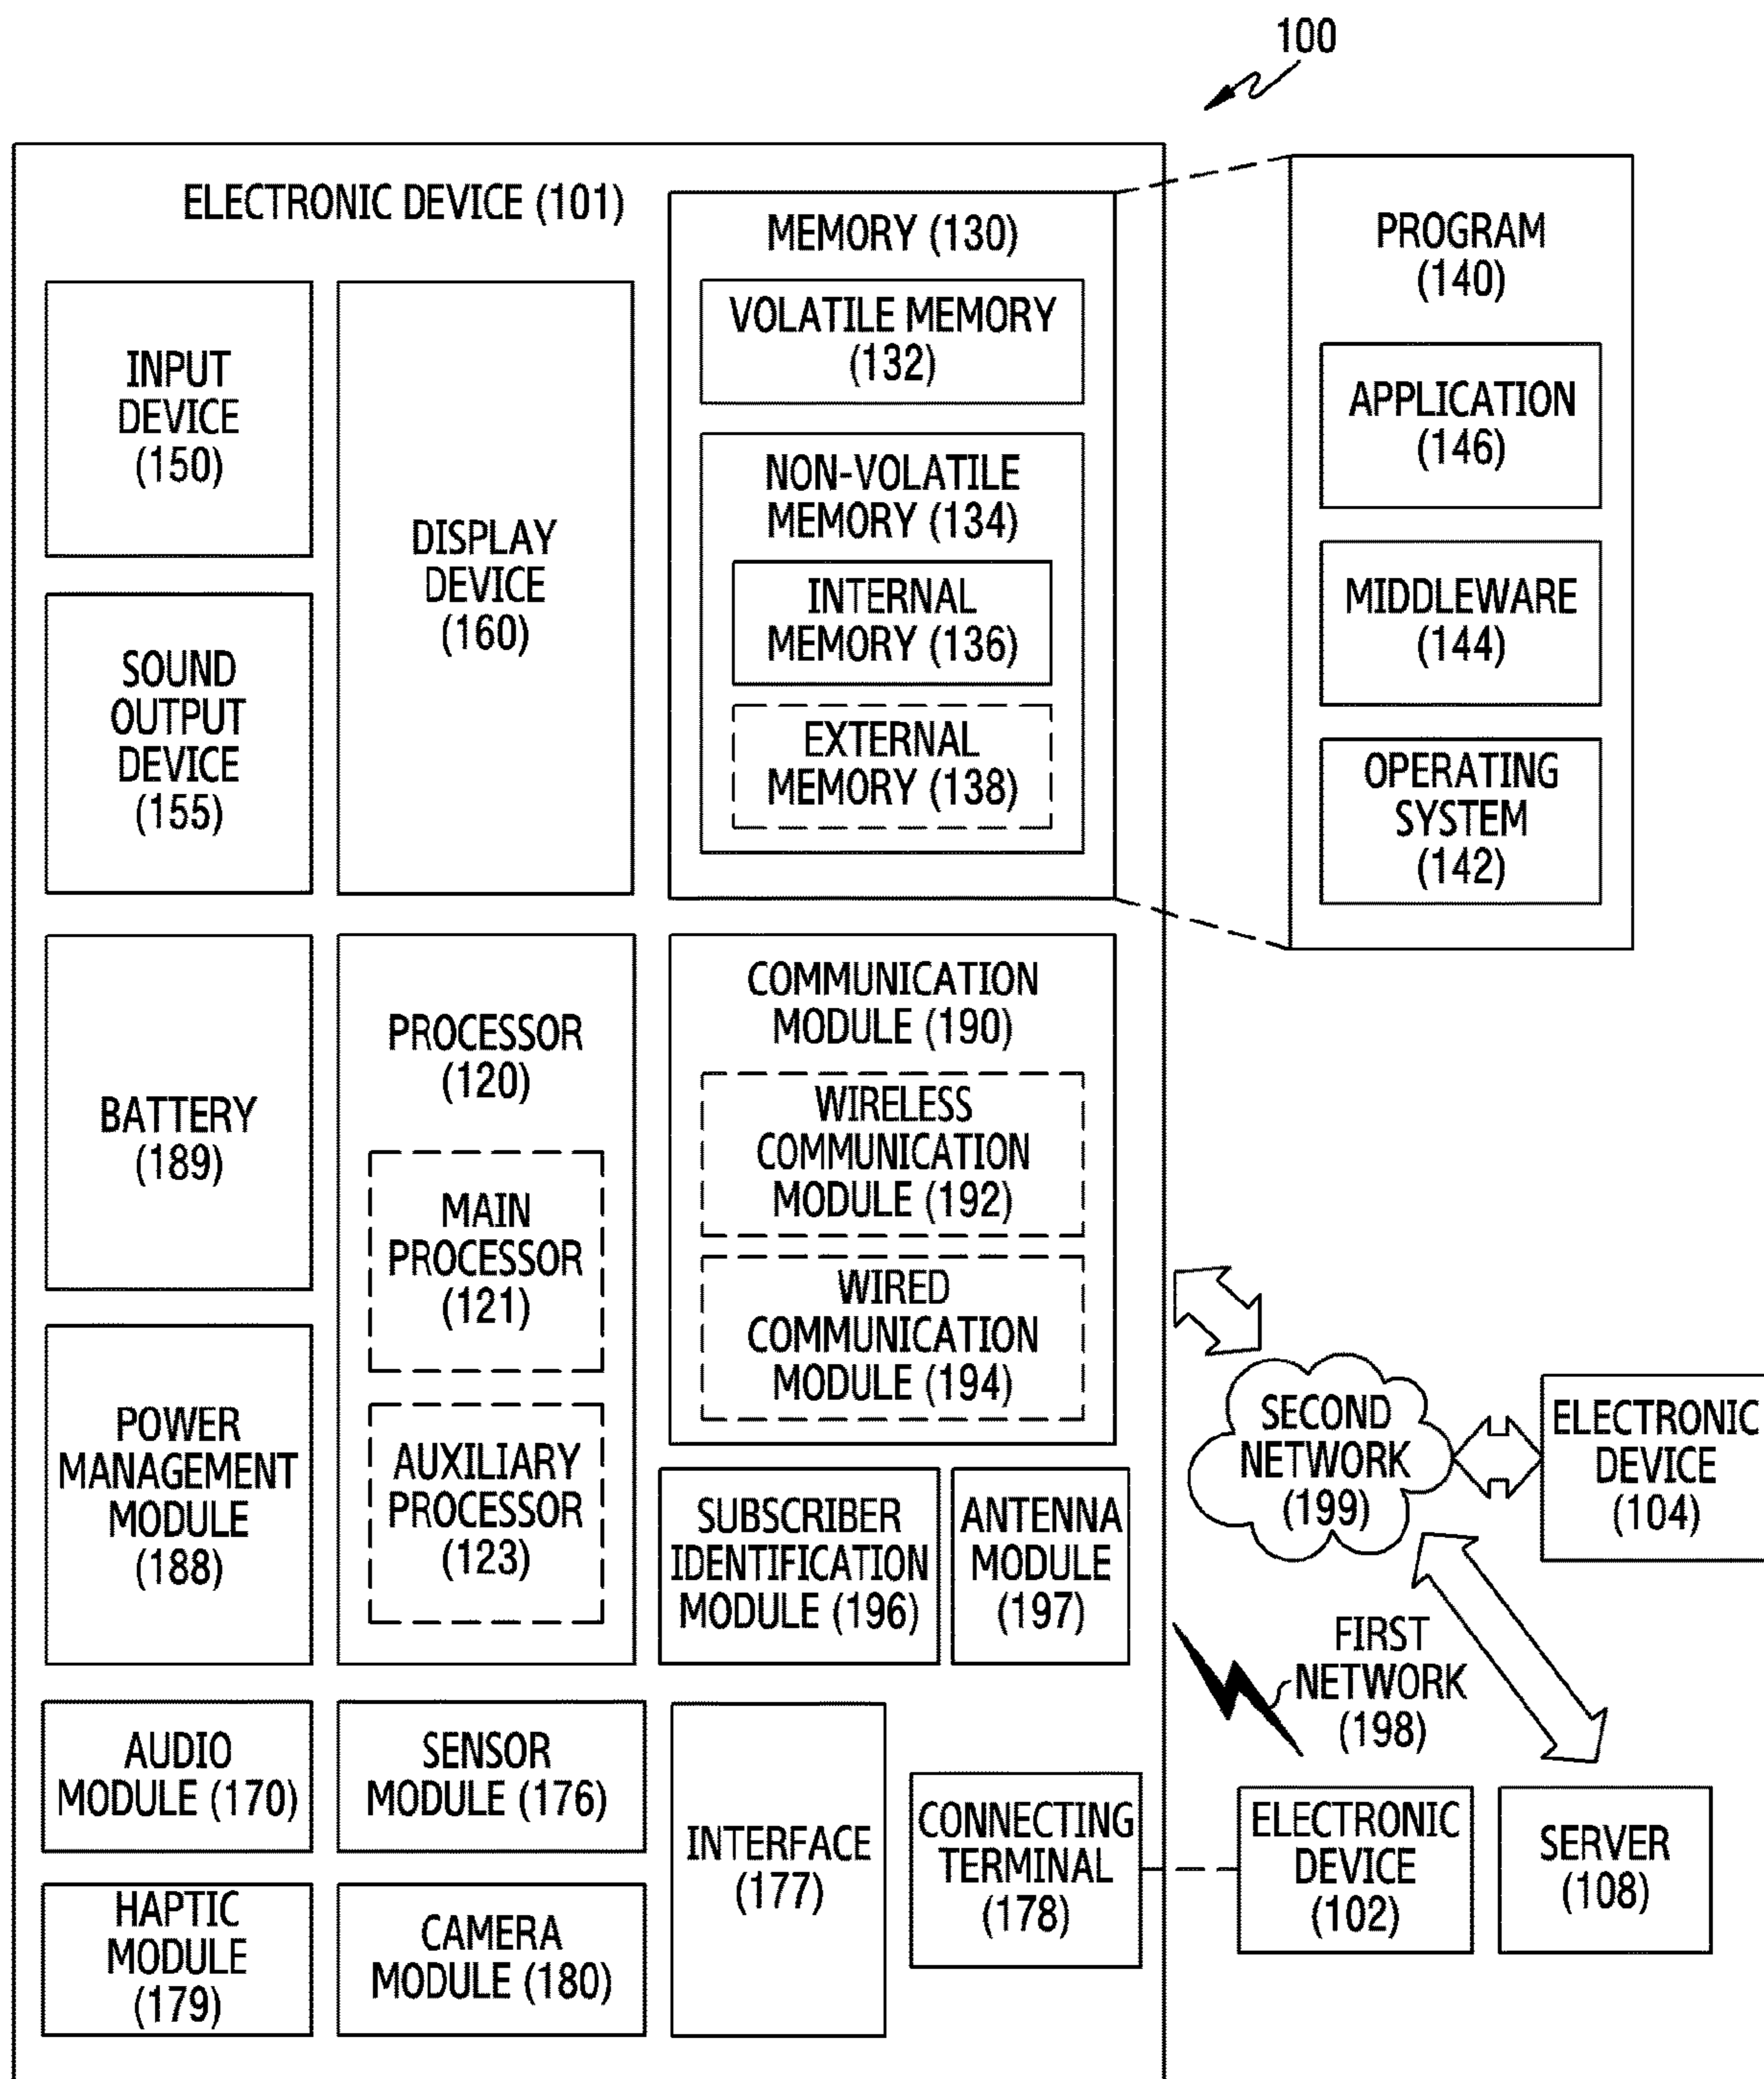 100
ELECTRONIC DEVICE (101)
INPUT
DEVICE
(150)
SOUND
OUTPUT
DEVICE
(155)
DISPLAY
DEVICE
(160)
MEMORY (130)
VOLATILE MEMORY
(132)
NON-VOLATILE
MEMORY (134)
INTERNAL
MEMORY (136)
EXTERNAL
MEMORY (138)
PROGRAM
(140)
APPLICATION
(146)
MIDDLEWARE
(144)
OPERATING
SYSTEM
(142)
BATTERY
(189)
POWER
MANAGEMENT
MODULE
(188)
PROCESSOR
(120)
MAIN
PROCESSOR
(121)
AUXILIARY
PROCESSOR
(123)
COMMUNICATION
MODULE (190)
WIRELESS
COMMUNICATION
MODULE (192)
WIRED
COMMUNICATION
MODULE (194)
SUBSCRIBER
IDENTIFICATION
MODULE (196)
ANTENNA
MODULE
(197)
SECOND
NETWORK
(199)
ELECTRONIC
DEVICE
(104)
FIRST
NETWORK
(198)
AUDIO
MODULE (170)
SENSOR
MODULE (176)
INTERFACE
(177)
CONNECTING
TERMINAL
(178)
ELECTRONIC
DEVICE
(102)
SERVER
(108)
HAPTIC
MODULE
(179)
CAMERA
MODULE (180)